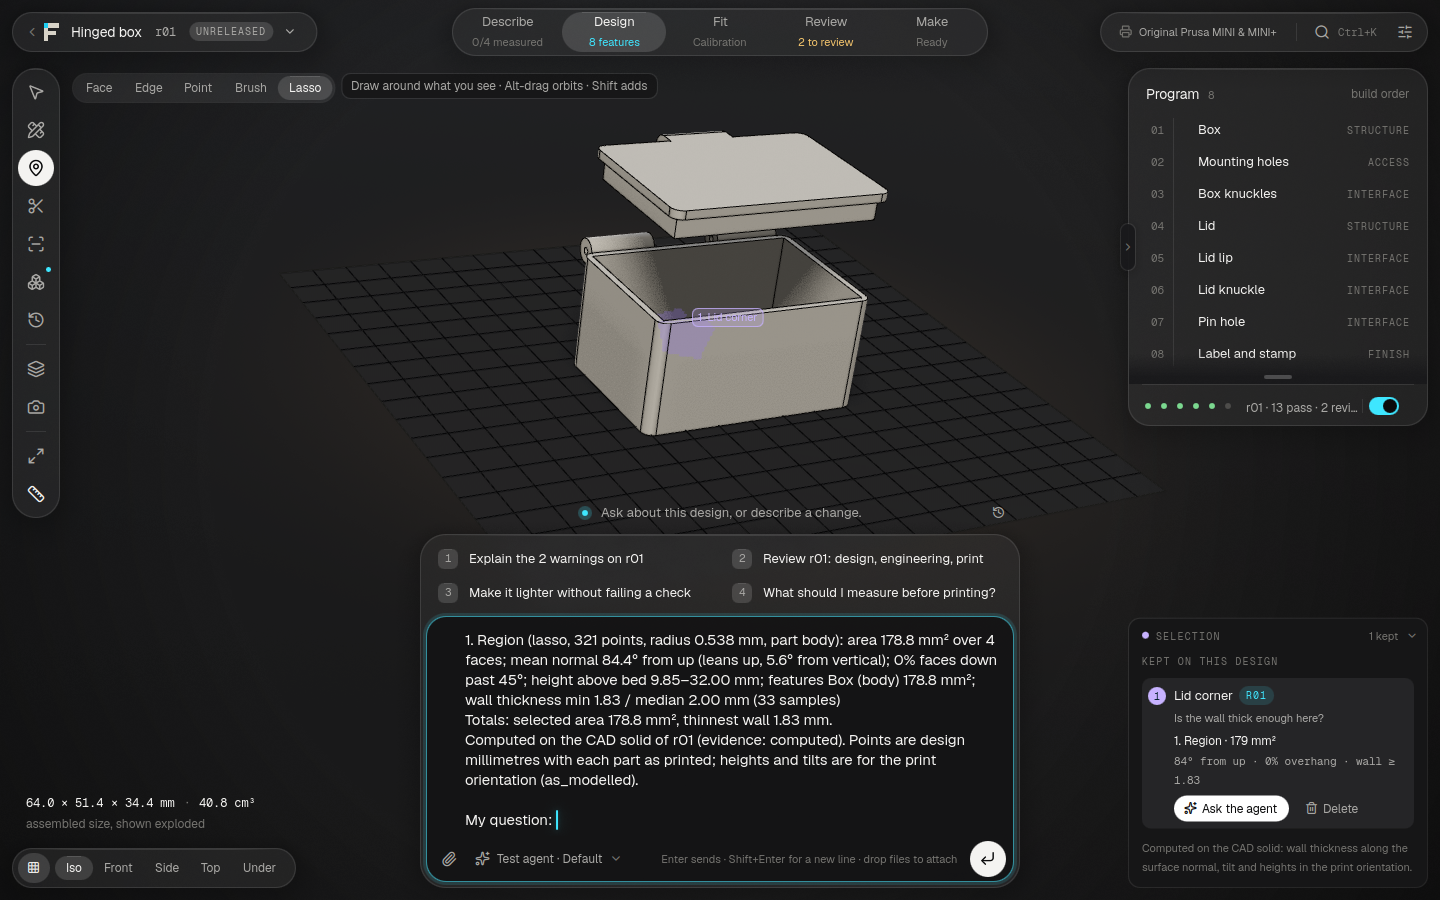 Hinged box r01 UNRELEASED
Describe
0/4 measured
Design
8 features
Fit
Calibration
Review
2 to review
Make
Ready
Original Prusa MINI & MINI+
Ctrl+K
Face Edge Point Brush Lasso
Draw around what you see · Alt-drag orbits · Shift adds
Program 8 build order
01 Box STRUCTURE
02 Mounting holes ACCESS
03 Box knuckles INTERFACE
04 Lid STRUCTURE
05 Lid lip INTERFACE
06 Lid knuckle INTERFACE
07 Pin hole INTERFACE
08 Label and stamp FINISH
r01 · 13 pass · 2 revi...
1 Lid corner
Ask about this design, or describe a change.
1 Explain the 2 warnings on r01
2 Review r01: design, engineering, print
3 Make it lighter without failing a check
4 What should I measure before printing?
1. Region (lasso, 321 points, radius 0.538 mm, part body): area 178.8 mm² over 4
faces; mean normal 84.4° from up (leans up, 5.6° from vertical); 0% faces down
past 45°; height above bed 9.85–32.00 mm; features Box (body) 178.8 mm²;
wall thickness min 1.83 / median 2.00 mm (33 samples)
Totals: selected area 178.8 mm², thinnest wall 1.83 mm.
Computed on the CAD solid of r01 (evidence: computed). Points are design
millimetres with each part as printed; heights and tilts are for the print
orientation (as_modelled).
My question:
Test agent · Default
Enter sends · Shift+Enter for a new line · drop files to attach
SELECTION 1 kept
KEPT ON THIS DESIGN
1 Lid corner R01
Is the wall thick enough here?
1. Region · 179 mm²
84° from up · 0% overhang · wall ≥
1.83
Ask the agent Delete
Computed on the CAD solid: wall thickness along the
surface normal, tilt and heights in the print orientation.
64.0 × 51.4 × 34.4 mm · 40.8 cm³
assembled size, shown exploded
Iso Front Side Top Under